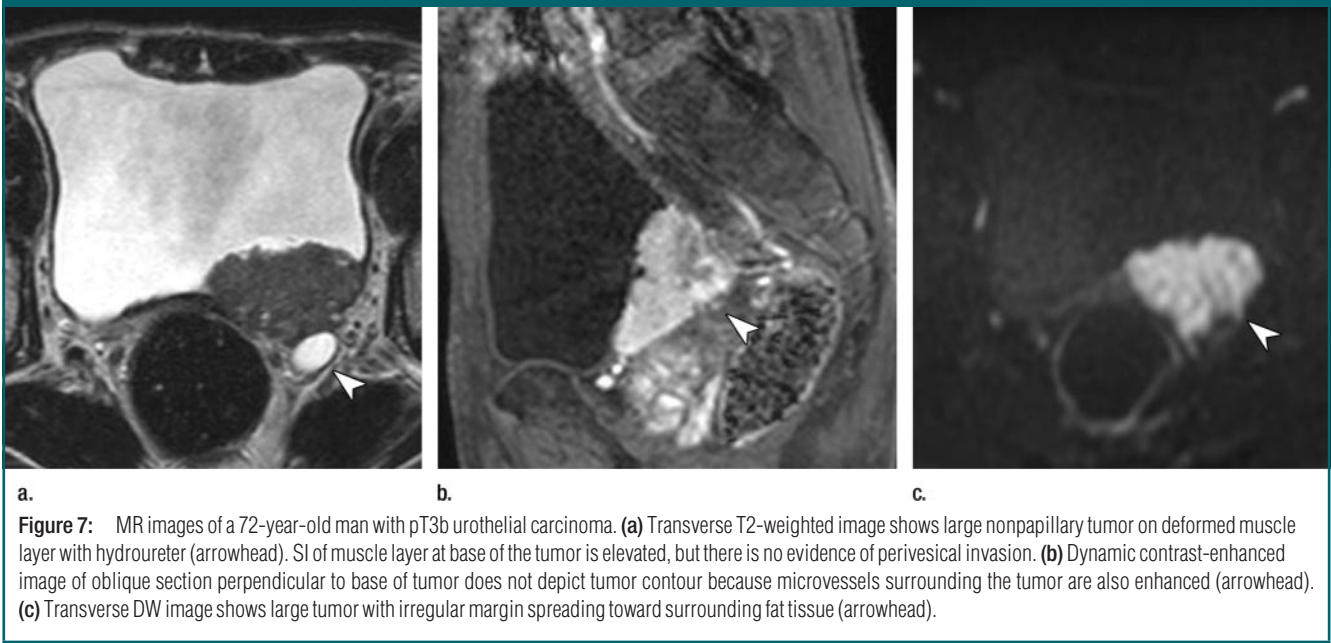 a.
b.
c.
Figure 7: MR images of a 72-year-old man with pT3b urothelial carcinoma. (a) Transverse T2-weighted image shows large nonpapillary tumor on deformed muscle
layer with hydroureter (arrowhead). SI of muscle layer at base of the tumor is elevated, but there is no evidence of perivesical invasion. (b) Dynamic contrast-enhanced
image of oblique section perpendicular to base of tumor does not depict tumor contour because microvessels surrounding the tumor are also enhanced (arrowhead).
(c) Transverse DW image shows large tumor with irregular margin spreading toward surrounding fat tissue (arrowhead).